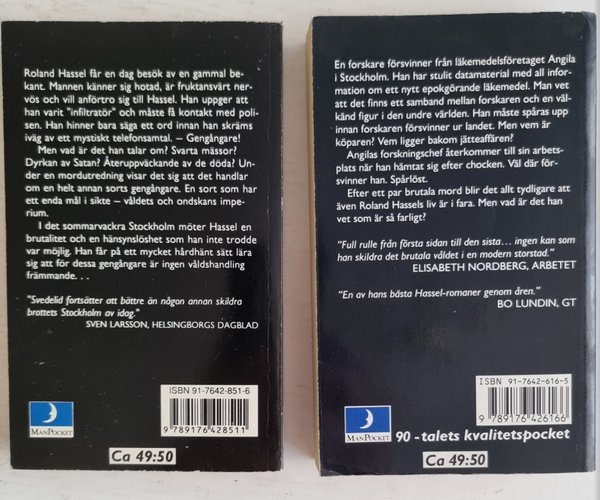 Roland Hassel får en dag besök av en gammal be-
kant. Mannen känner sig hotad, är fruktansvärt ner-
vös och vill anförtro sig till Hassel. Han uppger att
han varit "infiltratör" och måste få kontakt med poli-
sen. Han hinner bara säga ett ord innan han skräms
iväg av ett mystiskt telefonsamtal. – Gengångare!
Men vad är det han talar om? Svarta mässor?
Dyrkan av Satan? Återuppväckande av de döda? Un-
der en mordutredning visar det sig att det handlar
om en helt annan sorts gengångare. En sort som har
ett enda mål i sikte – våldets och ondskans impe-
rium.
I det sommarvackra Stockholm möter Hassel en
brutalitet och en hänsynslöshet som han inte trodde
var möjlig. Han får på ett mycket hårdhänt sätt lära
sig att för dessa gengångare är ingen våldshandling
främmande. . .
"Svedelid fortsätter att bättre än någon annan skildra
brottets Stockholm av idag."
SVEN LARSSON, HELSINGBORGS DAGBLAD
ISBN 91-7642-851-6
9 789176 428511
MÅNPOCKET
Ca 49:50
En forskare försvinner från läkemedelsföretaget Angila
i Stockholm. Han har stulit datamaterial med all infor-
mation om ett nytt epokgörande läkemedel. Man vet
att det finns ett samband mellan forskaren och en väl-
känd figur i den undre världen. Han måste spåras upp
innan forskaren försvinner ur landet. Men vem är
köparen? Vem ligger bakom jätteaffären?
Angilas forskningschef återkommer till sin arbets-
plats när han hämtat sig efter chocken. Väl där för-
svinner han. Spårlöst.
Efter ett par brutala mord blir det allt tydligare att
även Roland Hassels liv är i fara. Men vad är det han
vet som är så farligt?
"Full rulle från första sidan till den sista... ingen kan som
han skildra det brutala våldet i en modern storstad."
ELISABETH NORDBERG, ARBETET
"En av hans bästa Hassel-romaner genom åren."
BO LUNDIN, GT
ISBN 91-7642-616-5
9 789176 426166
MÅNPOCKET
90 -talets kvalitetspocket
Ca 49:50